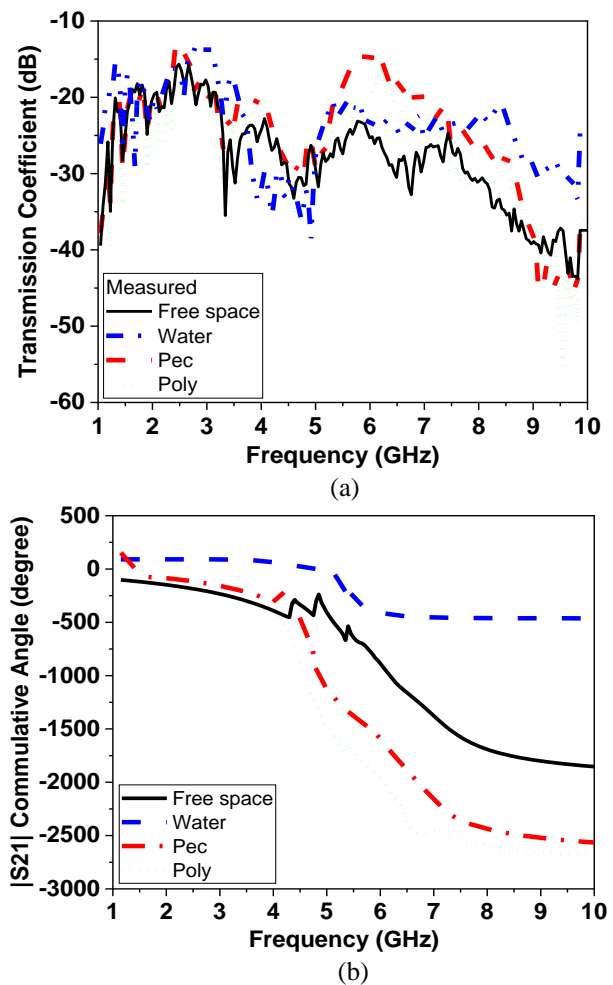 -10
-20
-30
-40
-50
-60
Transmission Coefficient (dB)
Measured
Free space
Water
Pec
Poly
1 2 3 4 5 6 7 8 9 10
Frequency (GHz)
(a)
500
0
-500
-1000
-1500
-2000
-2500
-3000
|S21| Commulative Angle (degree)
Free space
Water
Pec
Poly
1 2 3 4 5 6 7 8 9 10
Frequency (GHz)
(b)